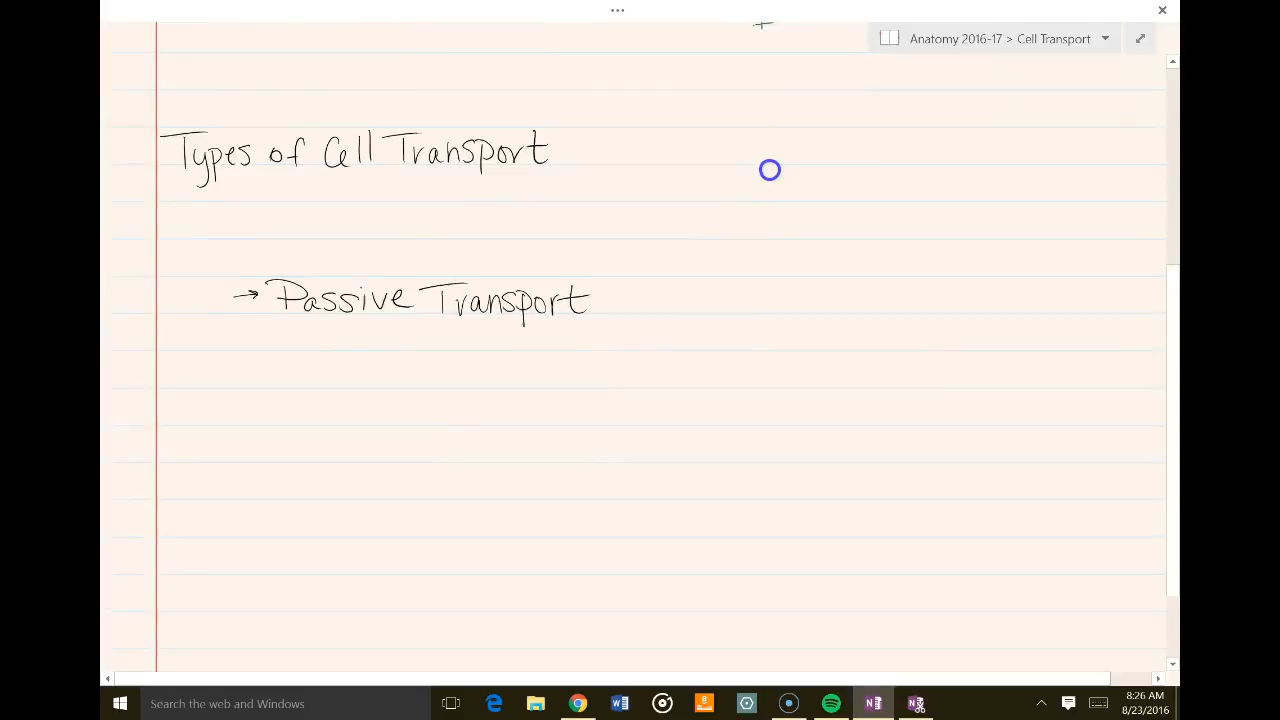 Anatomy 2016-17 > Cell Transport
Types of Cell Transport
→ Passive Transport
Search the web and Windows
8:26 AM
8/23/2016